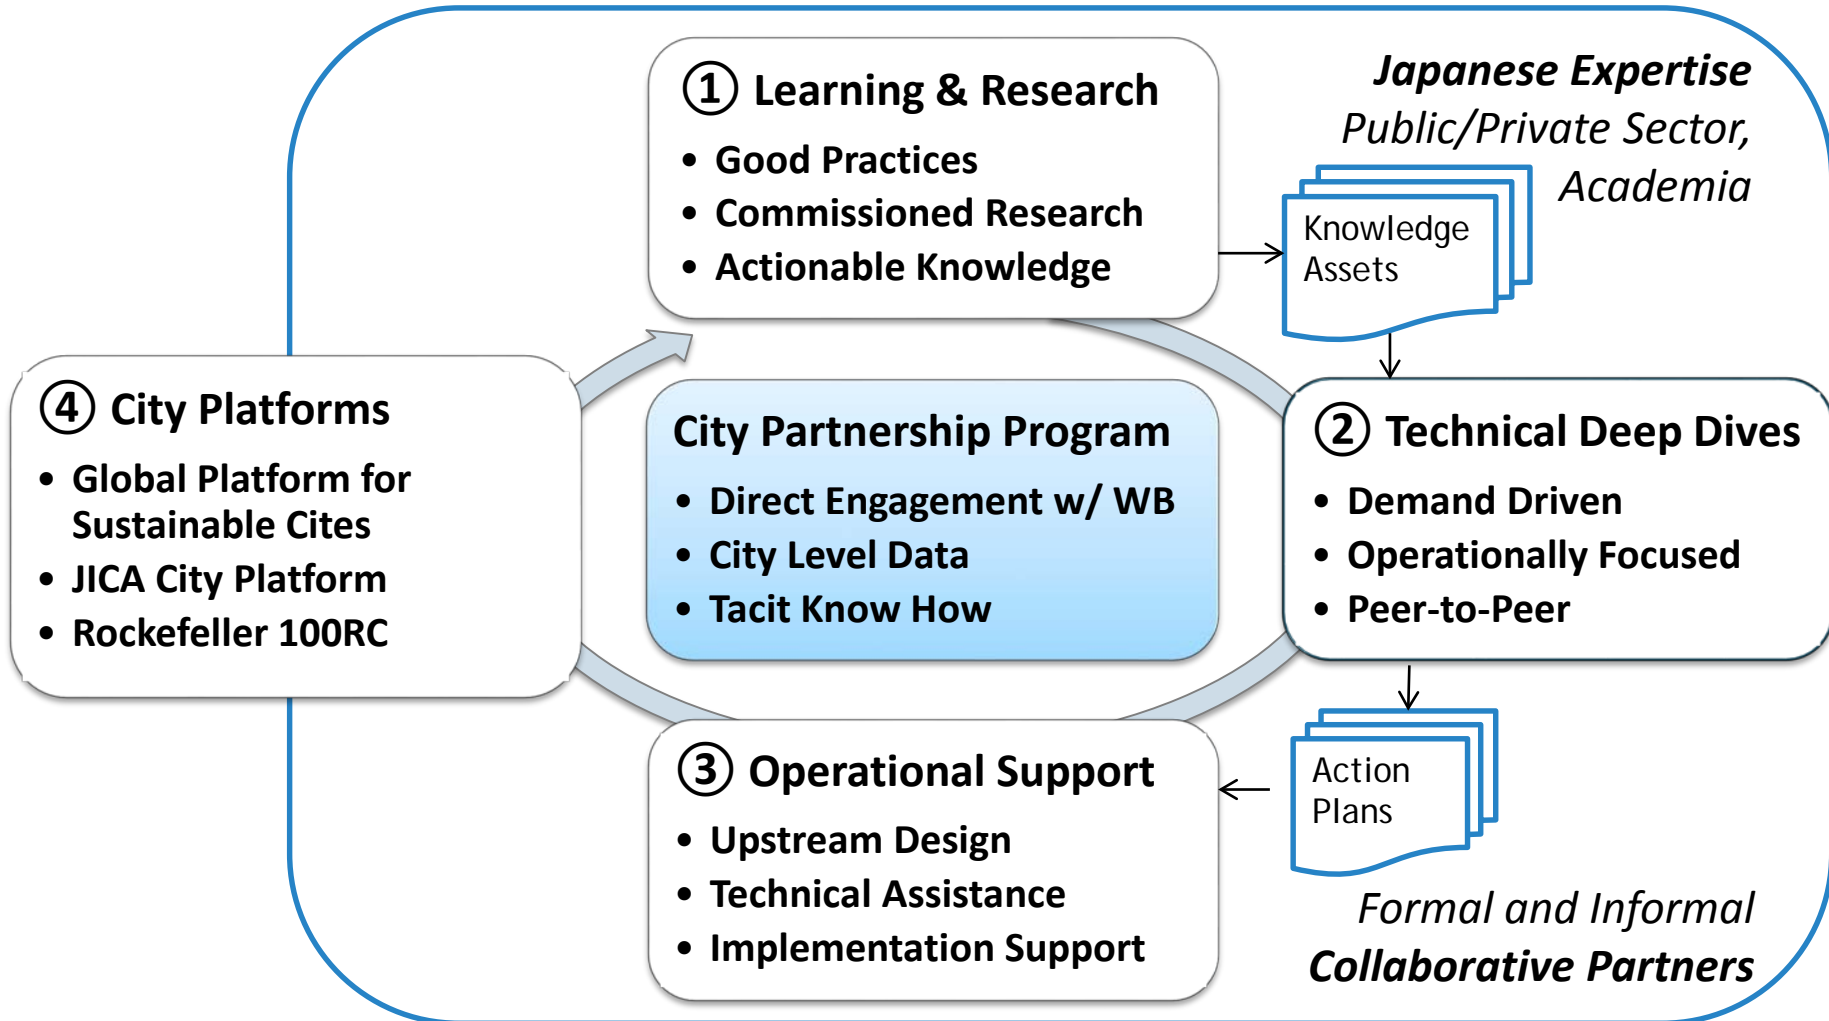 ① Learning & Research
• Good Practices
• Commissioned Research
• Actionable Knowledge
Japanese Expertise
Public/Private Sector,
Academia
Knowledge
Assets
④ City Platforms
• Global Platform for
Sustainable Cites
• JICA City Platform
• Rockefeller 100RC
City Partnership Program
• Direct Engagement w/ WB
• City Level Data
• Tacit Know How
② Technical Deep Dives
• Demand Driven
• Operationally Focused
• Peer-to-Peer
③ Operational Support
• Upstream Design
• Technical Assistance
• Implementation Support
Action
Plans
Formal and Informal
Collaborative Partners